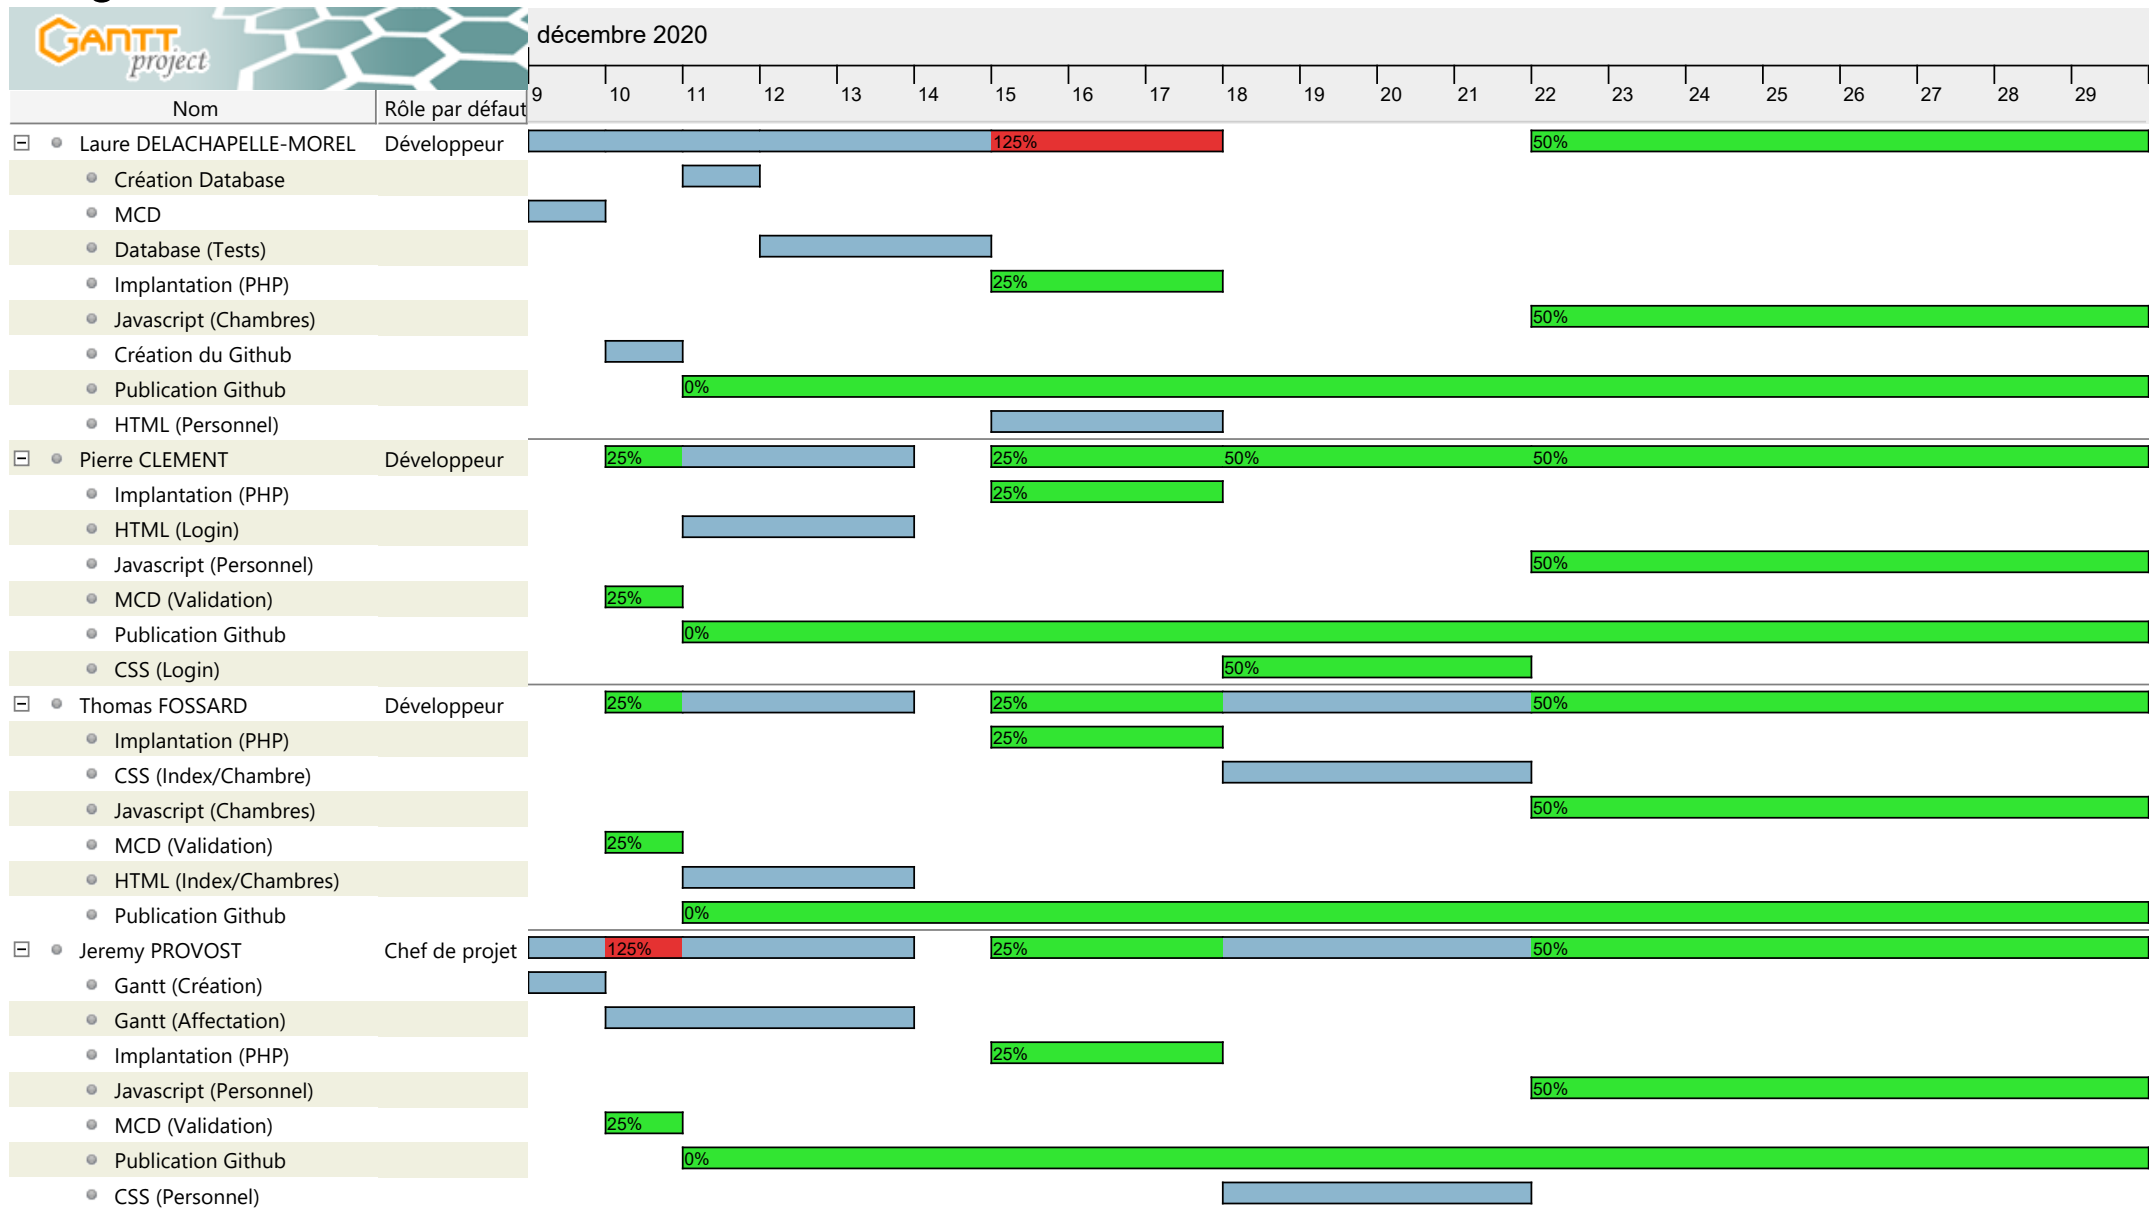 GANTT
project
décembre 2020
Nom Rôle par défaut
9 10 11 12 13 14 15 16 17 18 19 20 21 22 23 24 25 26 27 28 29
Laure DELACHAPELLE-MOREL Développeur 125% 50%
Création Database
MCD
Database (Tests)
Implantation (PHP) 25%
Javascript (Chambres) 50%
Création du Github
Publication Github 0%
HTML (Personnel)
Pierre CLEMENT Développeur 25% 25% 50% 50%
Implantation (PHP) 25%
HTML (Login)
Javascript (Personnel) 50%
MCD (Validation) 25%
Publication Github 0%
CSS (Login) 50%
Thomas FOSSARD Développeur 25% 25% 50%
Implantation (PHP) 25%
CSS (Index/Chambre)
Javascript (Chambres) 50%
MCD (Validation) 25%
HTML (Index/Chambres)
Publication Github 0%
Jeremy PROVOST Chef de projet 125% 25% 50%
Gantt (Création)
Gantt (Affectation)
Implantation (PHP) 25%
Javascript (Personnel) 50%
MCD (Validation) 25%
Publication Github 0%
CSS (Personnel)